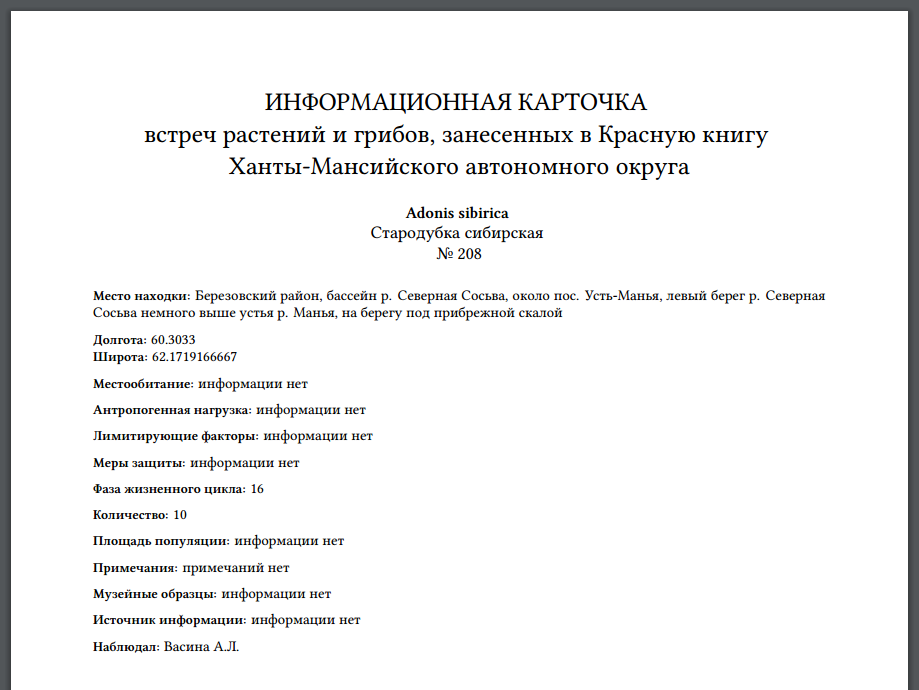 ИНФОРМАЦИОННАЯ КАРТОЧКА
встреч растений и грибов, занесенных в Красную книгу
Ханты-Мансийского автономного округа
Adonis sibirica
Стародубка сибирская
№ 208
Место находки: Березовский район, бассейн р. Северная Сосьва, около пос. Усть-Манья, левый берег р. Северная
Сосьва немного выше устья р. Манья, на берегу под прибрежной скалой
Долгота: 60.3033
Широта: 62.1719166667
Местообитание: информации нет
Антропогенная нагрузка: информации нет
Лимитирующие факторы: информации нет
Меры защиты: информации нет
Фаза жизненного цикла: 16
Количество: 10
Площадь популяции: информации нет
Примечания: примечаний нет
Музейные образцы: информации нет
Источник информации: информации нет
Наблюдал: Васина А.Л.